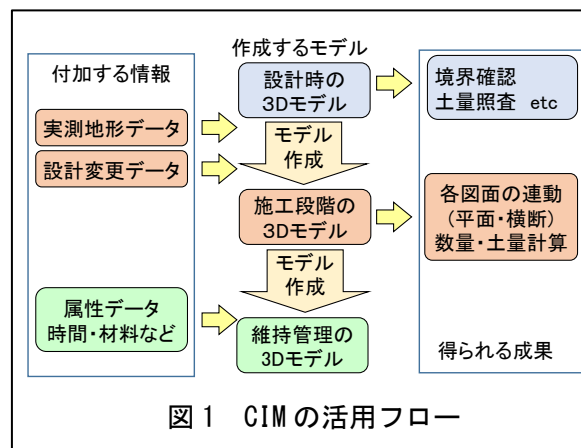 作成するモデル
付加する情報
設計時の
3Dモデル
境界確認
土量照査 etc
実測地形データ
モデル
作成
設計変更データ
施工段階の
3Dモデル
各図面の連動
(平面・横断)
数量・土量計算
モデル
作成
属性データ
時間・材料など
維持管理の
3Dモデル
得られる成果
図1 CIMの活用フロー